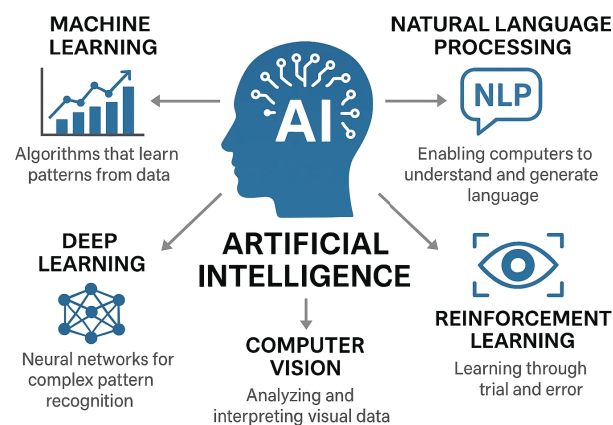 MACHINE
LEARNING
Algorithms that learn
patterns from data
AI
NATURAL LANGUAGE
PROCESSING
NLP
Enabling computers to
understand and generate
language
DEEP
LEARNING
Neural networks for
complex pattern
recognition
ARTIFICIAL
INTELLIGENCE
COMPUTER
VISION
Analyzing and
interpreting visual data
REINFORCEMENT
LEARNING
Learning through
trial and error